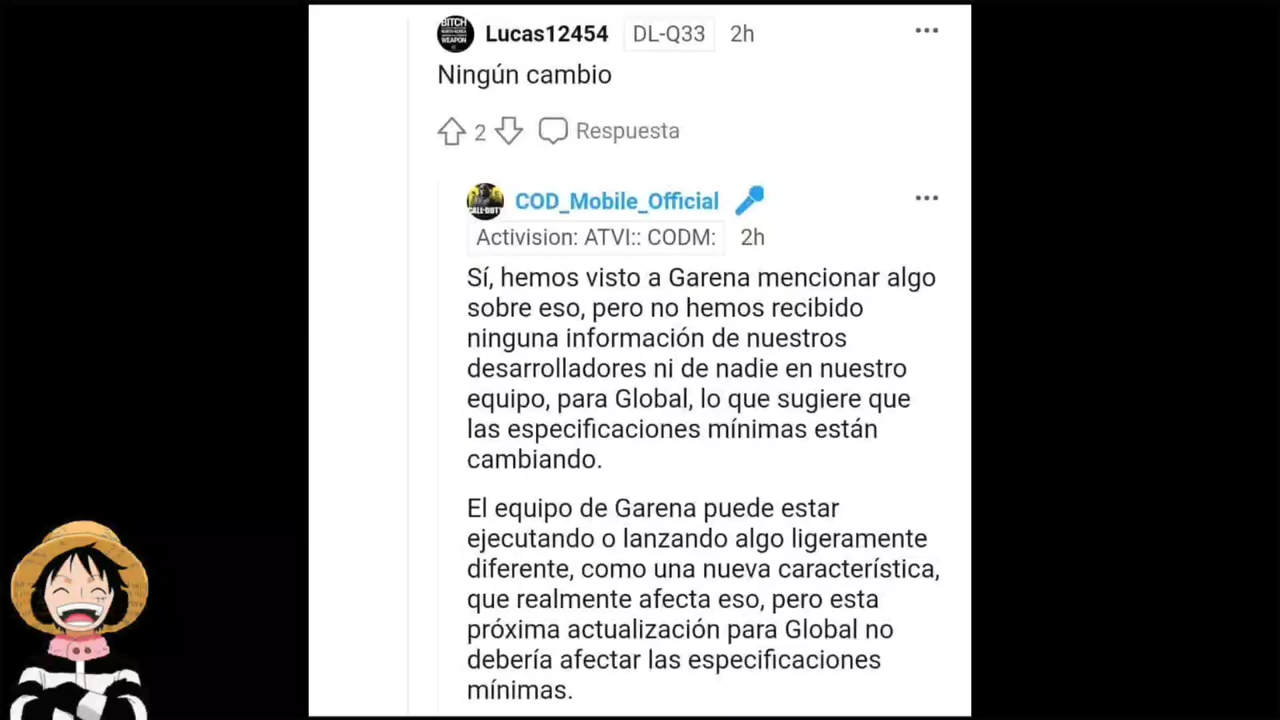 BITCH
WEAPON
Lucas12454 DL-Q33 2h
Ningún cambio
2 Respuesta
CALL·DUTY
COD_Mobile_Official
Activision: ATVI:: CODM: 2h
Sí, hemos visto a Garena mencionar algo
sobre eso, pero no hemos recibido
ninguna información de nuestros
desarrolladores ni de nadie en nuestro
equipo, para Global, lo que sugiere que
las especificaciones mínimas están
cambiando.
El equipo de Garena puede estar
ejecutando o lanzando algo ligeramente
diferente, como una nueva característica,
que realmente afecta eso, pero esta
próxima actualización para Global no
debería afectar las especificaciones
mínimas.